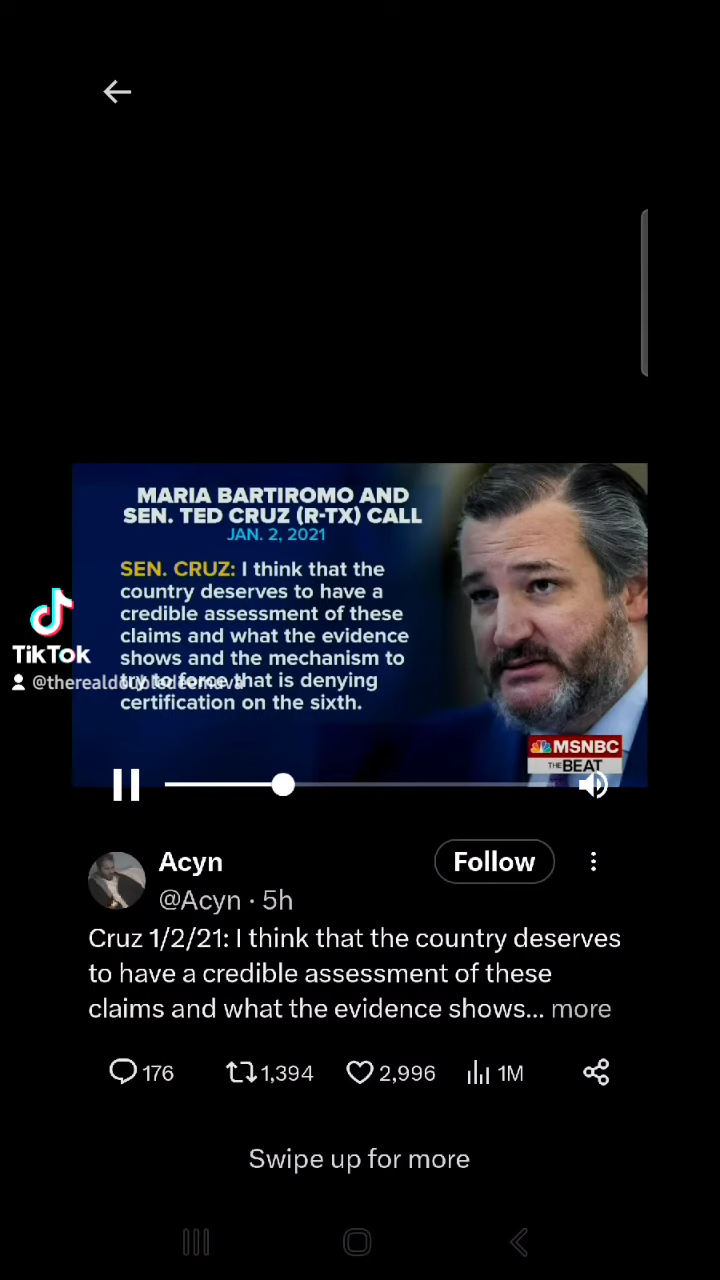 MARIA BARTIROMO AND
SEN. TED CRUZ (R-TX) CALL
JAN. 2, 2021
SEN. CRUZ: I think that the
country deserves to have a
credible assessment of these
claims and what the evidence
shows and the mechanism to
try to force that is denying
certification on the sixth.
TikTok
MSNBC
THE BEAT
Acyn
Follow
@Acyn · 5h
Cruz 1/2/21: I think that the country deserves
to have a credible assessment of these
claims and what the evidence shows... more
176 1,394 2,996 1M
Swipe up for more